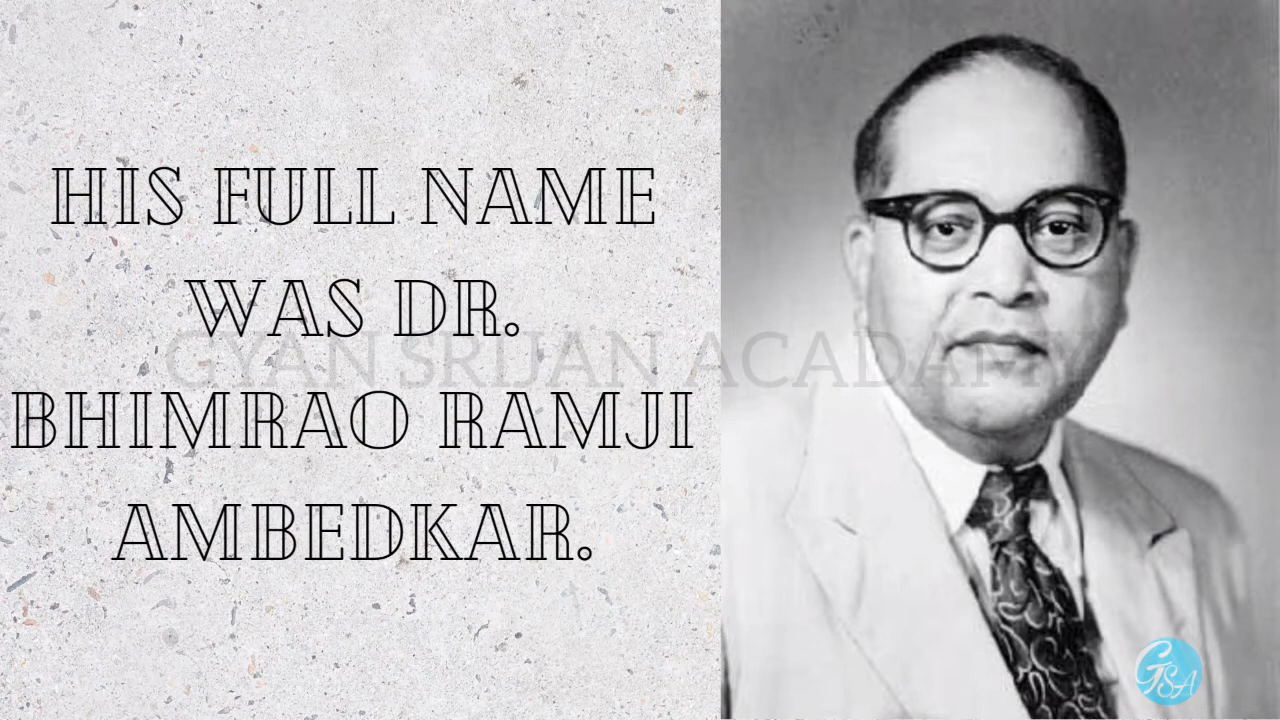 HIS FULL NAME
WAS DR.
GYAN SRIJAN ACADAMY
BHIMRAO RAMJI
AMBEDKAR.
GSA